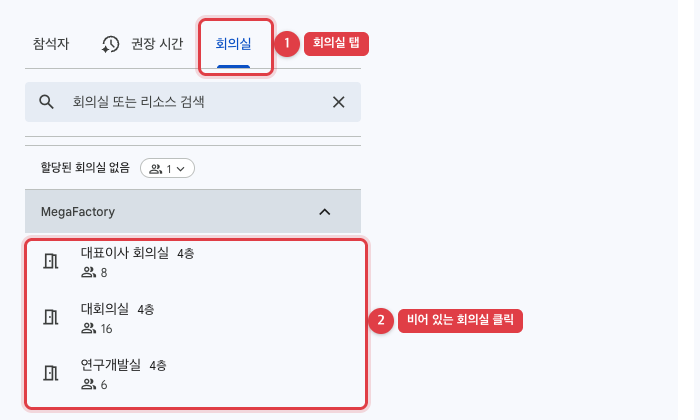 참석자 권장 시간 회의실 1 회의실 탭
회의실 또는 리소스 검색
할당된 회의실 없음 1
MegaFactory
대표이사 회의실 4층
8
대회의실 4층
2 비어 있는 회의실 클릭
16
연구개발실 4층
6